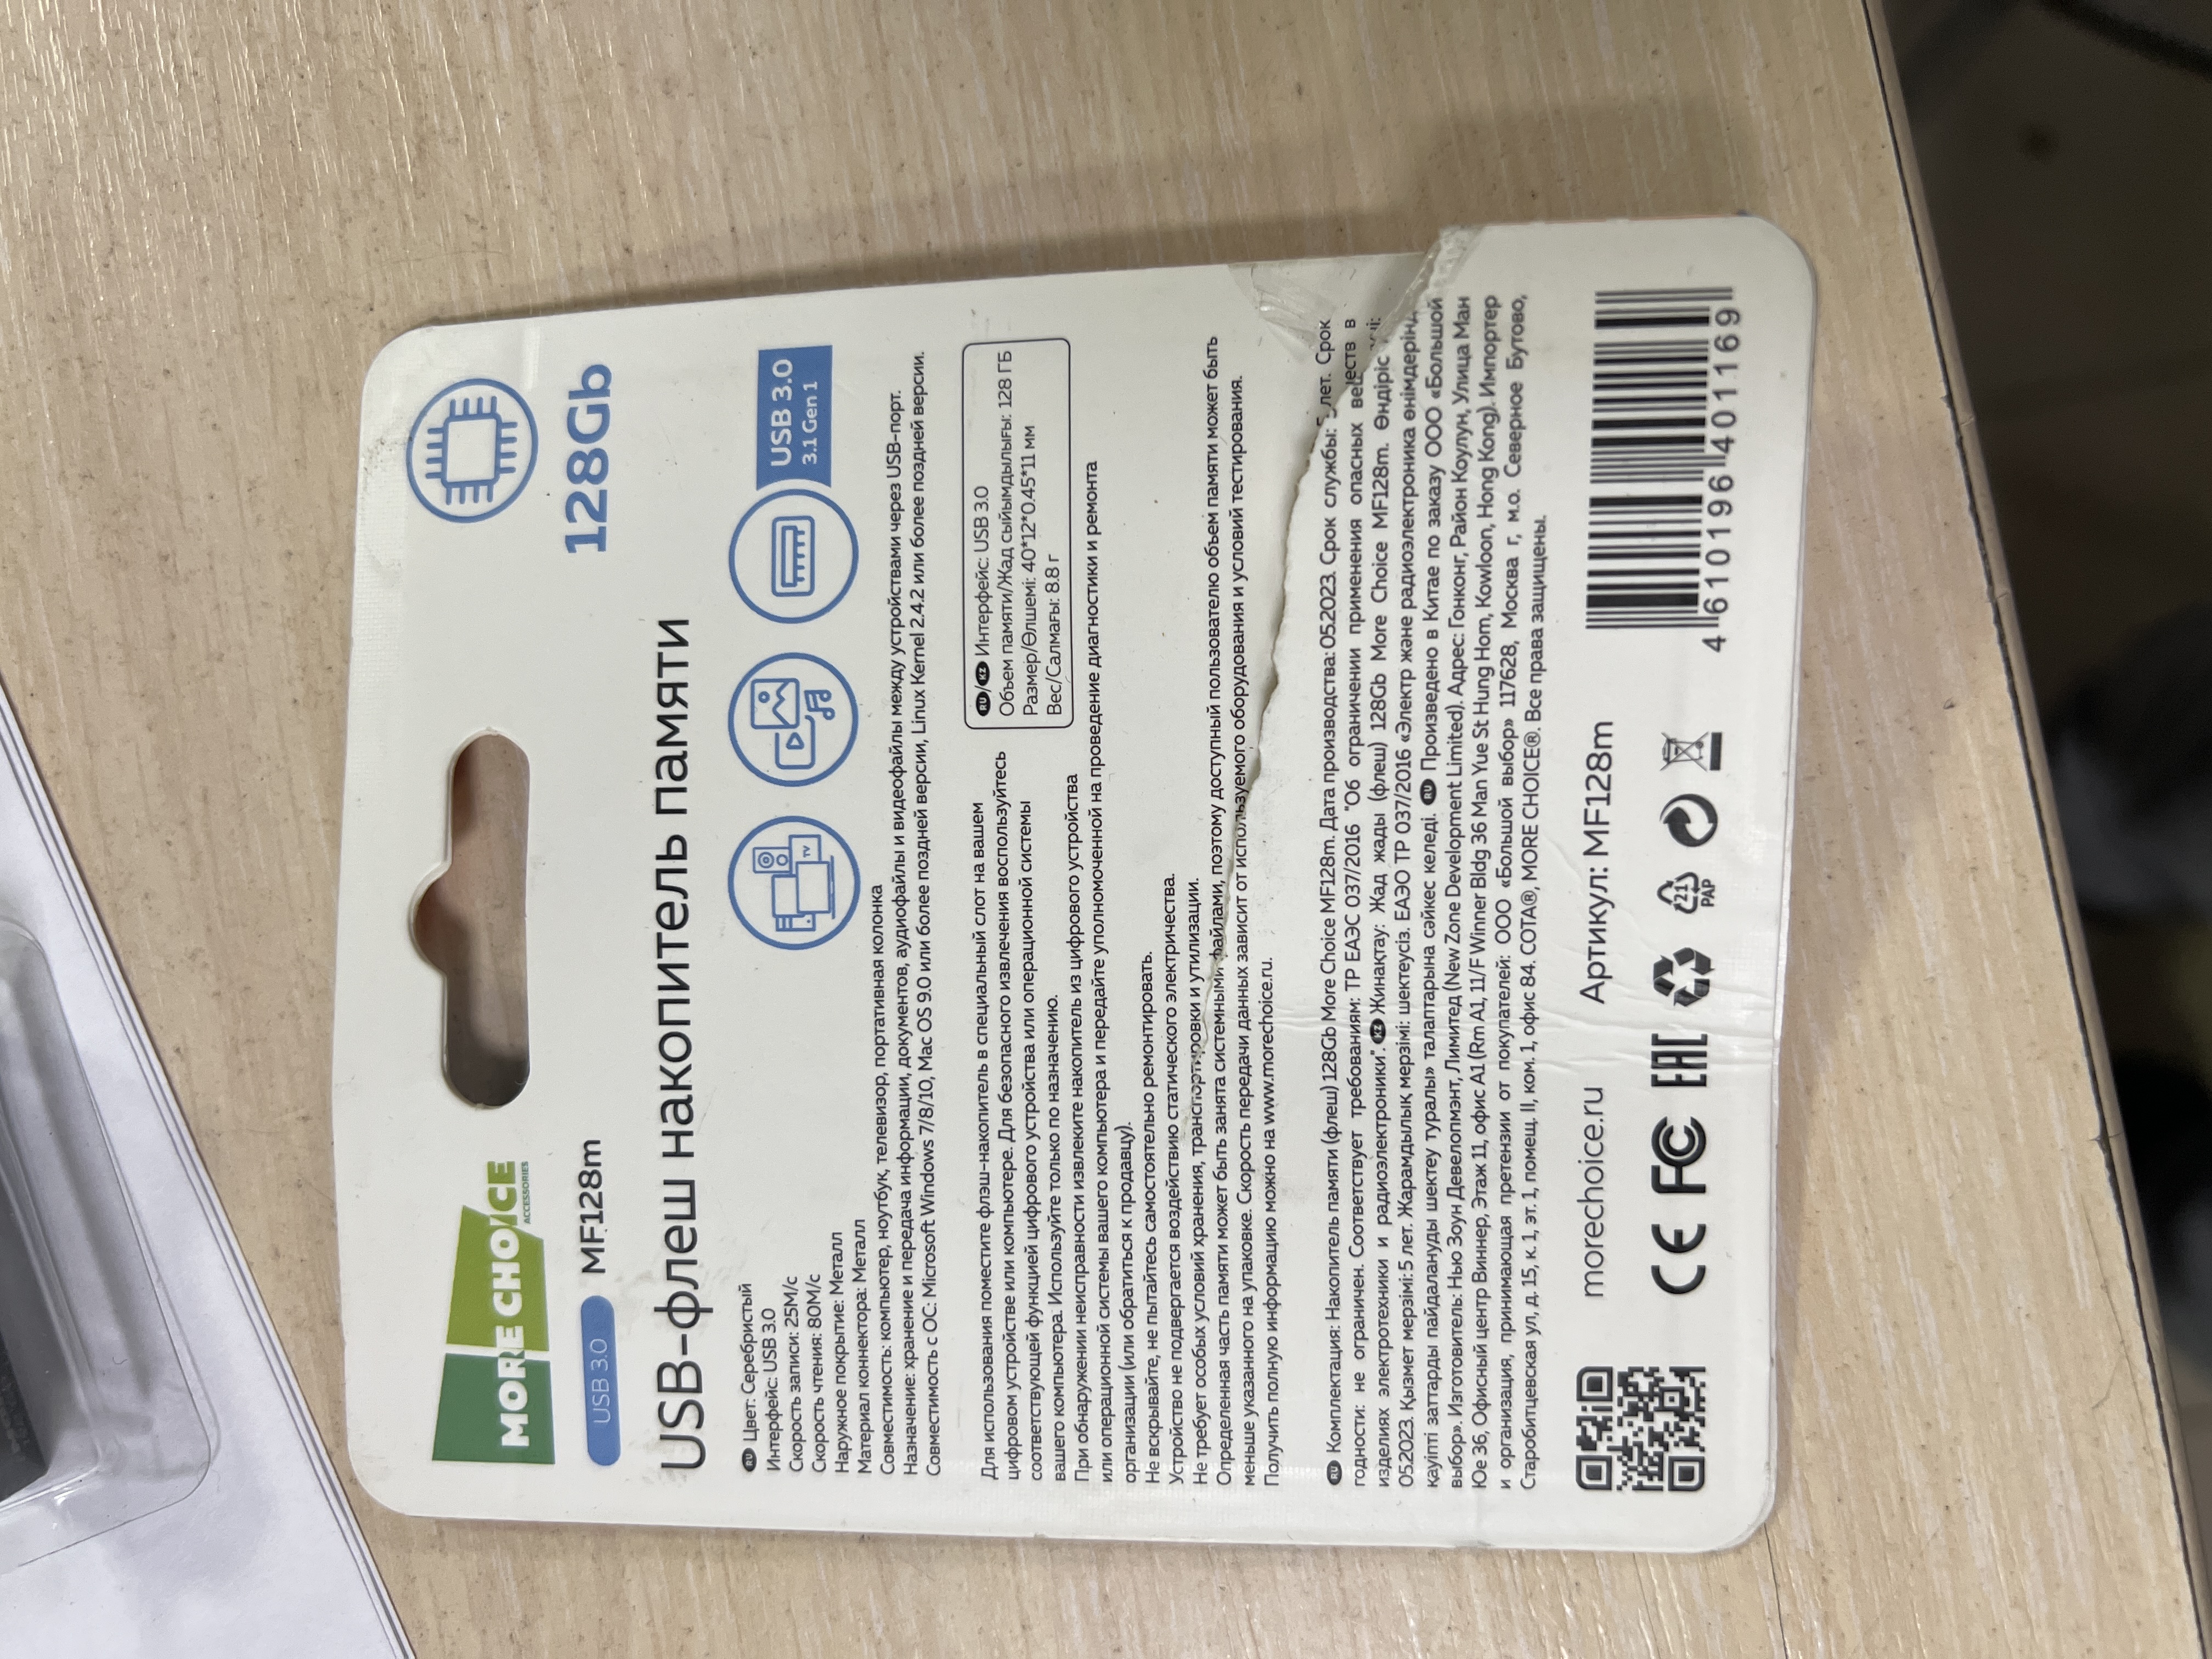 MORE CHOICE
ACCESSORIES
128Gb
USB 3.0 MF128m
USB-флеш накопитель памяти
TV
USB 3.0
3.1 Gen 1
RU Цвет: Серебристый
Интерфейс: USB 3.0
Скорость записи: 25М/с
Скорость чтения: 80М/с
Наружное покрытие: Металл
Материал коннектора: Металл
Совместимость: компьютер, ноутбук, телевизор, портативная колонка
Назначение: хранение и передача информации, документов, аудиофайлы и видеофайлы между устройствами через USB-порт.
Совместимость с ОС: Microsoft Windows 7/8/10, Mac OS 9.0 или более поздней версии, Linux Kernel 2.4.2 или более поздней версии.
RU/KZ Интерфейс: USB 3.0
Объем памяти/Жад сыйымдылығы: 128 ГБ
Размер/Өлшемі: 40*12*0.45*11 мм
Вес/Салмағы: 8.8 г
Для использования поместите флэш-накопитель в специальный слот на вашем
цифровом устройстве или компьютере. Для безопасного извлечения воспользуйтесь
соответствующей функцией цифрового устройства или операционной системы
вашего компьютера. Используйте только по назначению.
При обнаружении неисправности извлеките накопитель из цифрового устройства
или операционной системы вашего компьютера и передайте уполномоченной на проведение диагностики и ремонта
организации (или обратиться к продавцу).
Не вскрывайте, не пытайтесь самостоятельно ремонтировать.
Устройство не подвергается воздействию статического электричества.
Не требует особых условий хранения, транспортировки и утилизации.
Определенная часть памяти может быть занята системными файлами, поэтому доступный пользователю объем памяти может быть
меньше указанного на упаковке. Скорость передачи данных зависит от используемого оборудования и условий тестирования.
Получить полную информацию можно на www.morechoice.ru.
RU Комплектация: Накопитель памяти (флеш) 128Gb More Choice MF128m. Дата производства: 05.2023. Срок службы: 5 лет. Срок
годности: не ограничен. Соответствует требованиям: ТР ЕАЭС 037/2016 "Об ограничении применения опасных веществ в
изделиях электротехники и радиоэлектроники". KZ Жинақтау: Жад жады (флеш) 128Gb More Choice MF128m. Өндіріс
05.2023. Қызмет мерзімі: 5 лет. Жарамдылық мерзімі: шектеусіз. ЕАЭО ТР 037/2016 «Электр және радиоэлектроника өнімдерінд
қауіпті заттарды пайдалануды шектеу туралы» талаптарына сәйкес келеді. RU Произведено в Китае по заказу ООО «Большой
выбор». Изготовитель: Нью Зоун Девелопмэнт, Лимитед (New Zone Development Limited). Адрес: Гонконг, Район Коулун, Улица Ман
Юе 36, Офисный центр Виннер, Этаж 11, офис А1 (Rm A1, 11/F Winner Bldg 36 Man Yue St Hung Hom, Kowloon, Hong Kong). Импортер
и организация, принимающая претензии от покупателей: ООО «Большой выбор» 117628, Москва г, м.о. Северное Бутово,
Старобитцевская ул, д. 15, к. 1, эт. 1, помещ. II, ком. 1, офис 84. COTA®, MORE CHOICE®. Все права защищены.
morechoice.ru Артикул: MF128m
CE FC EAC 21 PAP
4 610196 401169